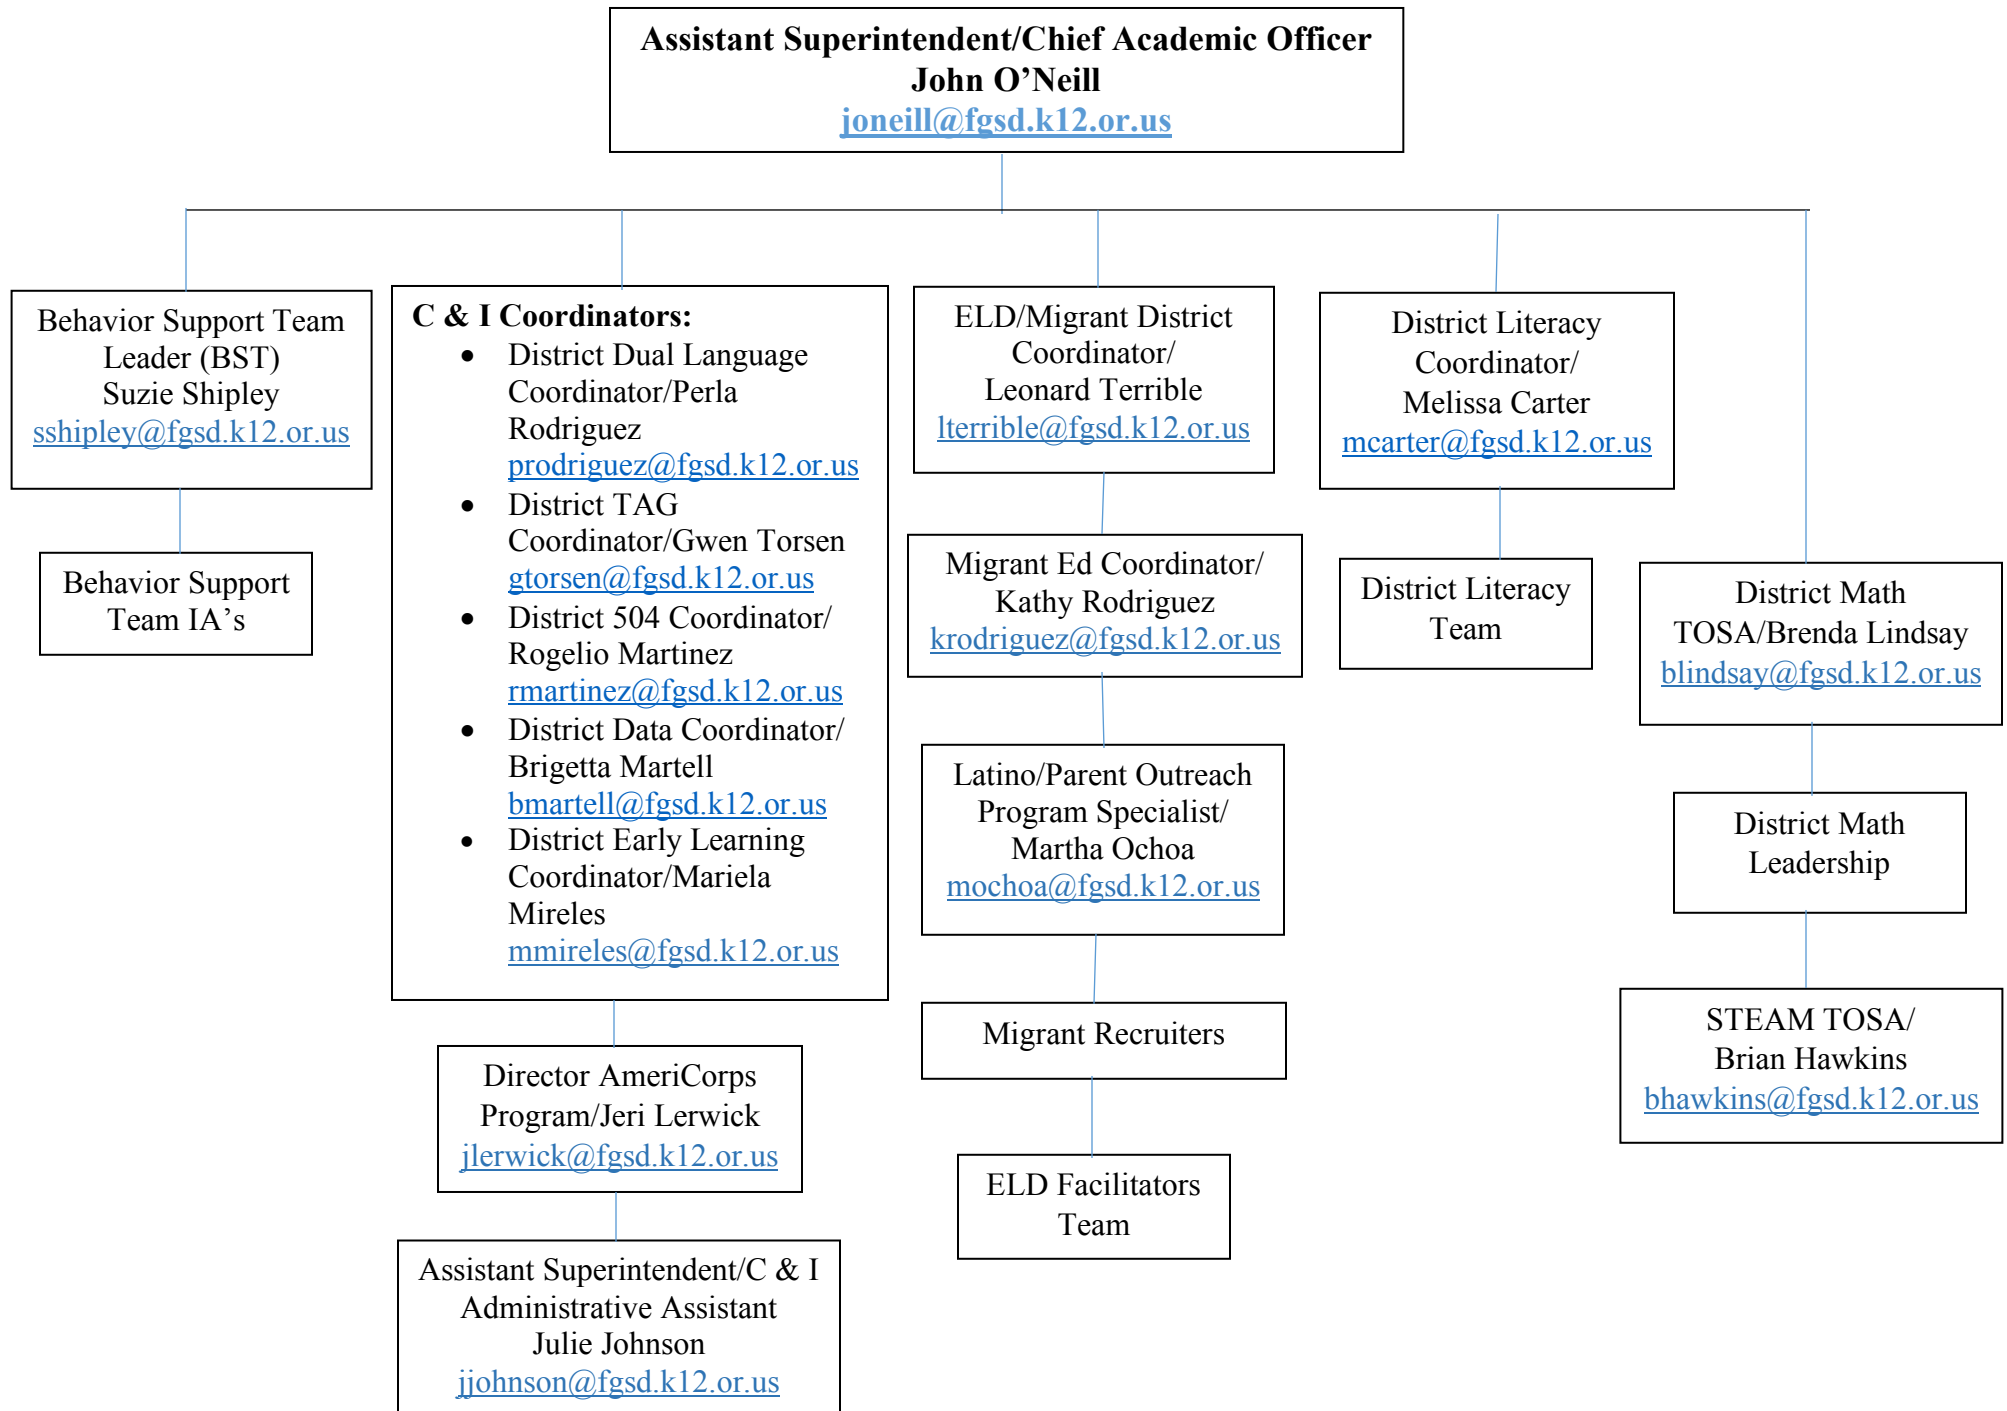 Assistant Superintendent/Chief Academic Officer
John O’Neill
joneill@fgsd.k12.or.us
Behavior Support Team
Leader (BST)
Suzie Shipley
sshipley@fgsd.k12.or.us
Behavior Support
Team IA’s
C & I Coordinators:
• District Dual Language
Coordinator/Perla
Rodriguez
prodriguez@fgsd.k12.or.us
• District TAG
Coordinator/Gwen Torsen
gtorsen@fgsd.k12.or.us
• District 504 Coordinator/
Rogelio Martinez
rmartinez@fgsd.k12.or.us
• District Data Coordinator/
Brigetta Martell
bmartell@fgsd.k12.or.us
• District Early Learning
Coordinator/Mariela
Mireles
mmireles@fgsd.k12.or.us
Director AmeriCorps
Program/Jeri Lerwick
jlerwick@fgsd.k12.or.us
Assistant Superintendent/C & I
Administrative Assistant
Julie Johnson
jjohnson@fgsd.k12.or.us
ELD/Migrant District
Coordinator/
Leonard Terrible
lterrible@fgsd.k12.or.us
Migrant Ed Coordinator/
Kathy Rodriguez
krodriguez@fgsd.k12.or.us
Latino/Parent Outreach
Program Specialist/
Martha Ochoa
mochoa@fgsd.k12.or.us
Migrant Recruiters
ELD Facilitators
Team
District Literacy
Coordinator/
Melissa Carter
mcarter@fgsd.k12.or.us
District Literacy
Team
District Math
TOSA/Brenda Lindsay
blindsay@fgsd.k12.or.us
District Math
Leadership
STEAM TOSA/
Brian Hawkins
bhawkins@fgsd.k12.or.us